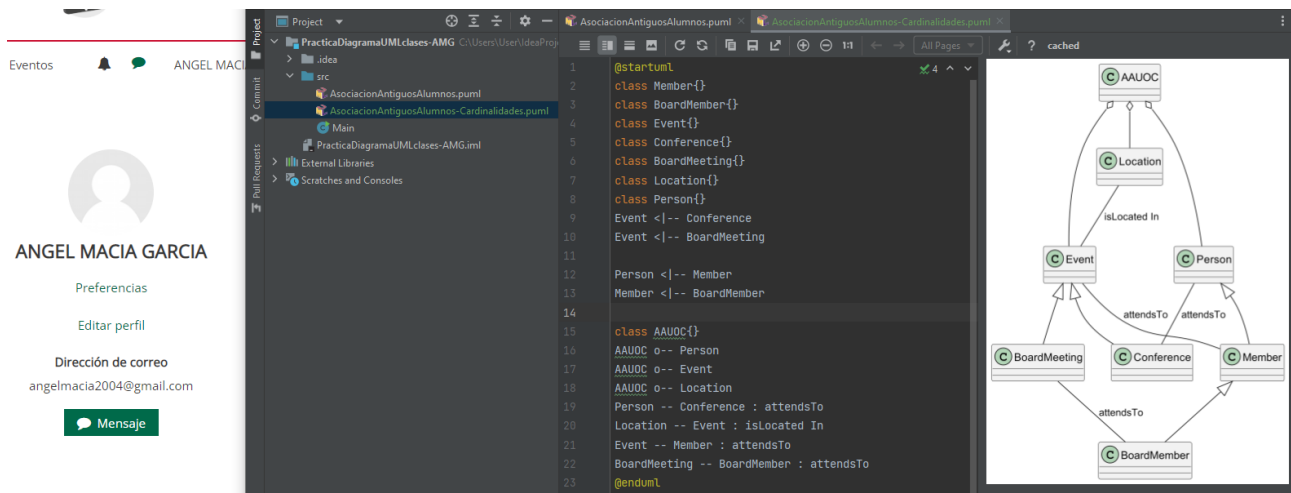 Eventos
ANGEL MACI
ANGEL MACIA GARCIA
Preferencias
Editar perfil
Dirección de correo
angelmacia2004@gmail.com
Mensaje
Project
Commit
Pull Requests
Project
PracticaDiagramaUMLclases-AMG C:\Users\User\IdeaProj
.idea
src
AsociacionAntiguosAlumnos.puml
AsociacionAntiguosAlumnos-Cardinalidades.puml
Main
PracticaDiagramaUMLclases-AMG.iml
External Libraries
Scratches and Consoles
AsociacionAntiguosAlumnos.puml
AsociacionAntiguosAlumnos-Cardinalidades.puml
1:1
All Pages
? cached
4
1 @startuml
2 class Member{}
3 class BoardMember{}
4 class Event{}
5 class Conference{}
6 class BoardMeeting{}
7 class Location{}
8 class Person{}
9 Event <|-- Conference
10 Event <|-- BoardMeeting
11
12 Person <|-- Member
13 Member <|-- BoardMember
14
15 class AAUOC{}
16 AAUOC o-- Person
17 AAUOC o-- Event
18 AAUOC o-- Location
19 Person -- Conference : attendsTo
20 Location -- Event : isLocated In
21 Event -- Member : attendsTo
22 BoardMeeting -- BoardMember : attendsTo
23 @enduml
C AAUOC
C Location
isLocated In
C Event
C Person
attendsTo
attendsTo
C BoardMeeting
C Conference
C Member
attendsTo
C BoardMember